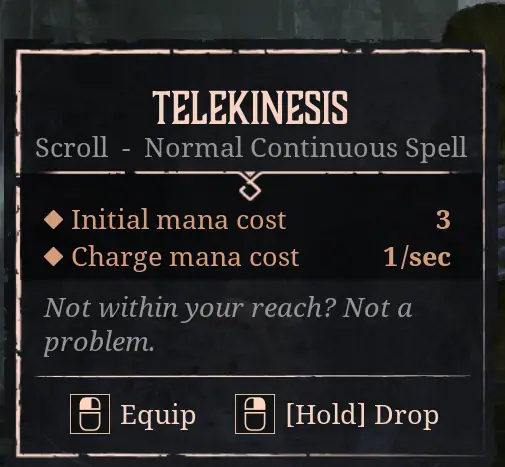 TELEKINESIS
Scroll - Normal Continuous Spell
Initial mana cost 3
Charge mana cost 1/sec
Not within your reach? Not a
problem.
Equip [Hold] Drop